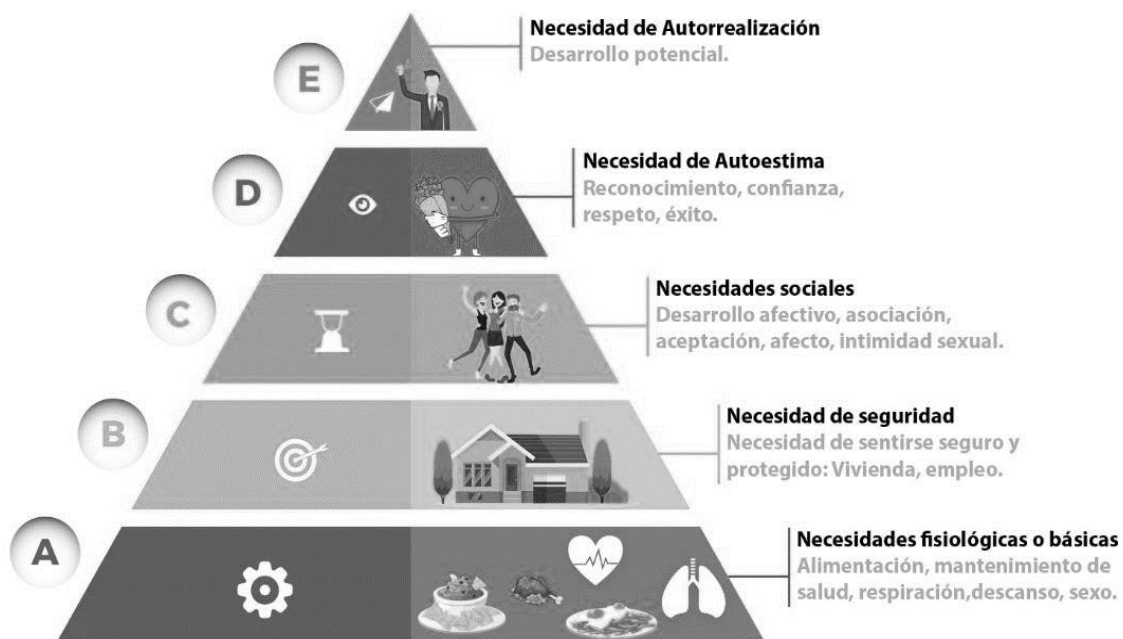 E
Necesidad de Autorrealización
Desarrollo potencial.
D
Necesidad de Autoestima
Reconocimiento, confianza,
respeto, éxito.
C
Necesidades sociales
Desarrollo afectivo, asociación,
aceptación, afecto, intimidad sexual.
B
Necesidad de seguridad
Necesidad de sentirse seguro y
protegido: Vivienda, empleo.
A
Necesidades fisiológicas o básicas
Alimentación, mantenimiento de
salud, respiración,descanso, sexo.